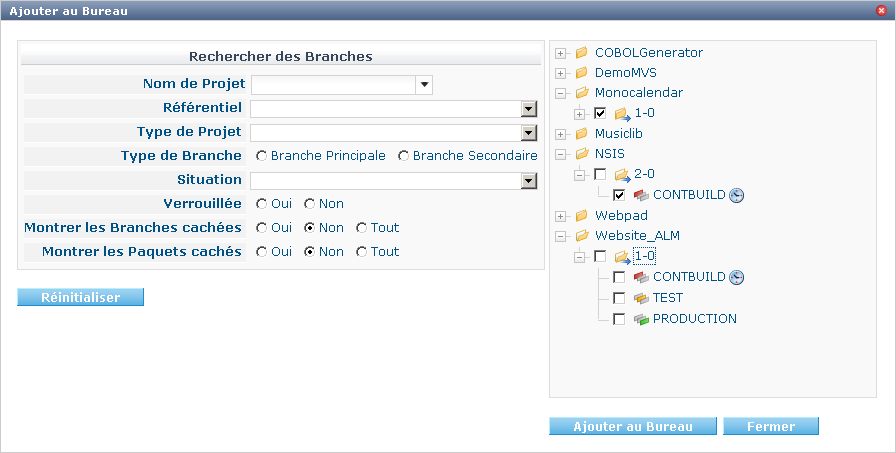 Ajouter au Bureau
Rechercher des Branches
Nom de Projet
Référentiel
Type de Projet
Type de Branche Branche Principale Branche Secondaire
Situation
Verrouillée Oui Non
Montrer les Branches cachées Oui Non Tout
Montrer les Paquets cachés Oui Non Tout
Réinitialiser
COBOLGenerator
DemoMVS
Monocalendar
1-0
Musiclib
NSIS
2-0
CONTBUILD
Webpad
Website_ALM
1-0
CONTBUILD
TEST
PRODUCTION
Ajouter au Bureau Fermer